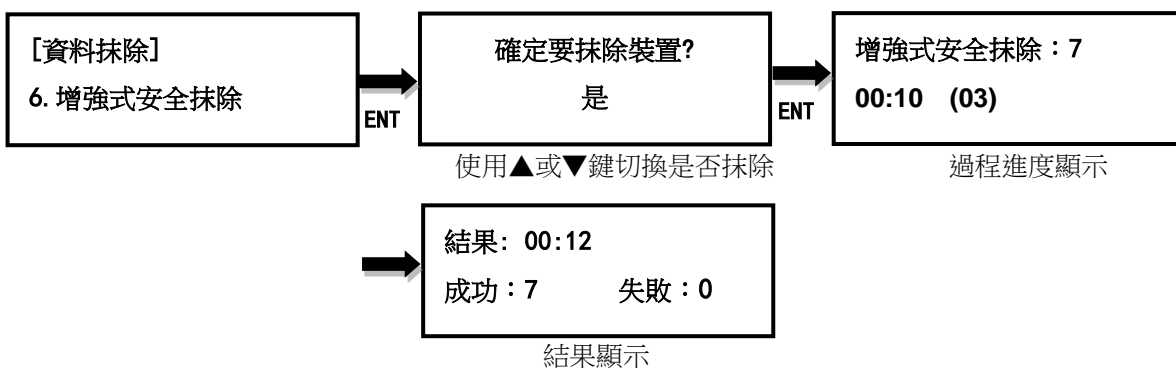 [資料抹除]
6.增強式安全抹除
ENT
確定要抹除裝置?
是
ENT
增強式安全抹除：7
00:10 (03)
使用▲或▼鍵切換是否抹除
過程進度顯示
結果: 00:12
成功：7 失敗：0
結果顯示